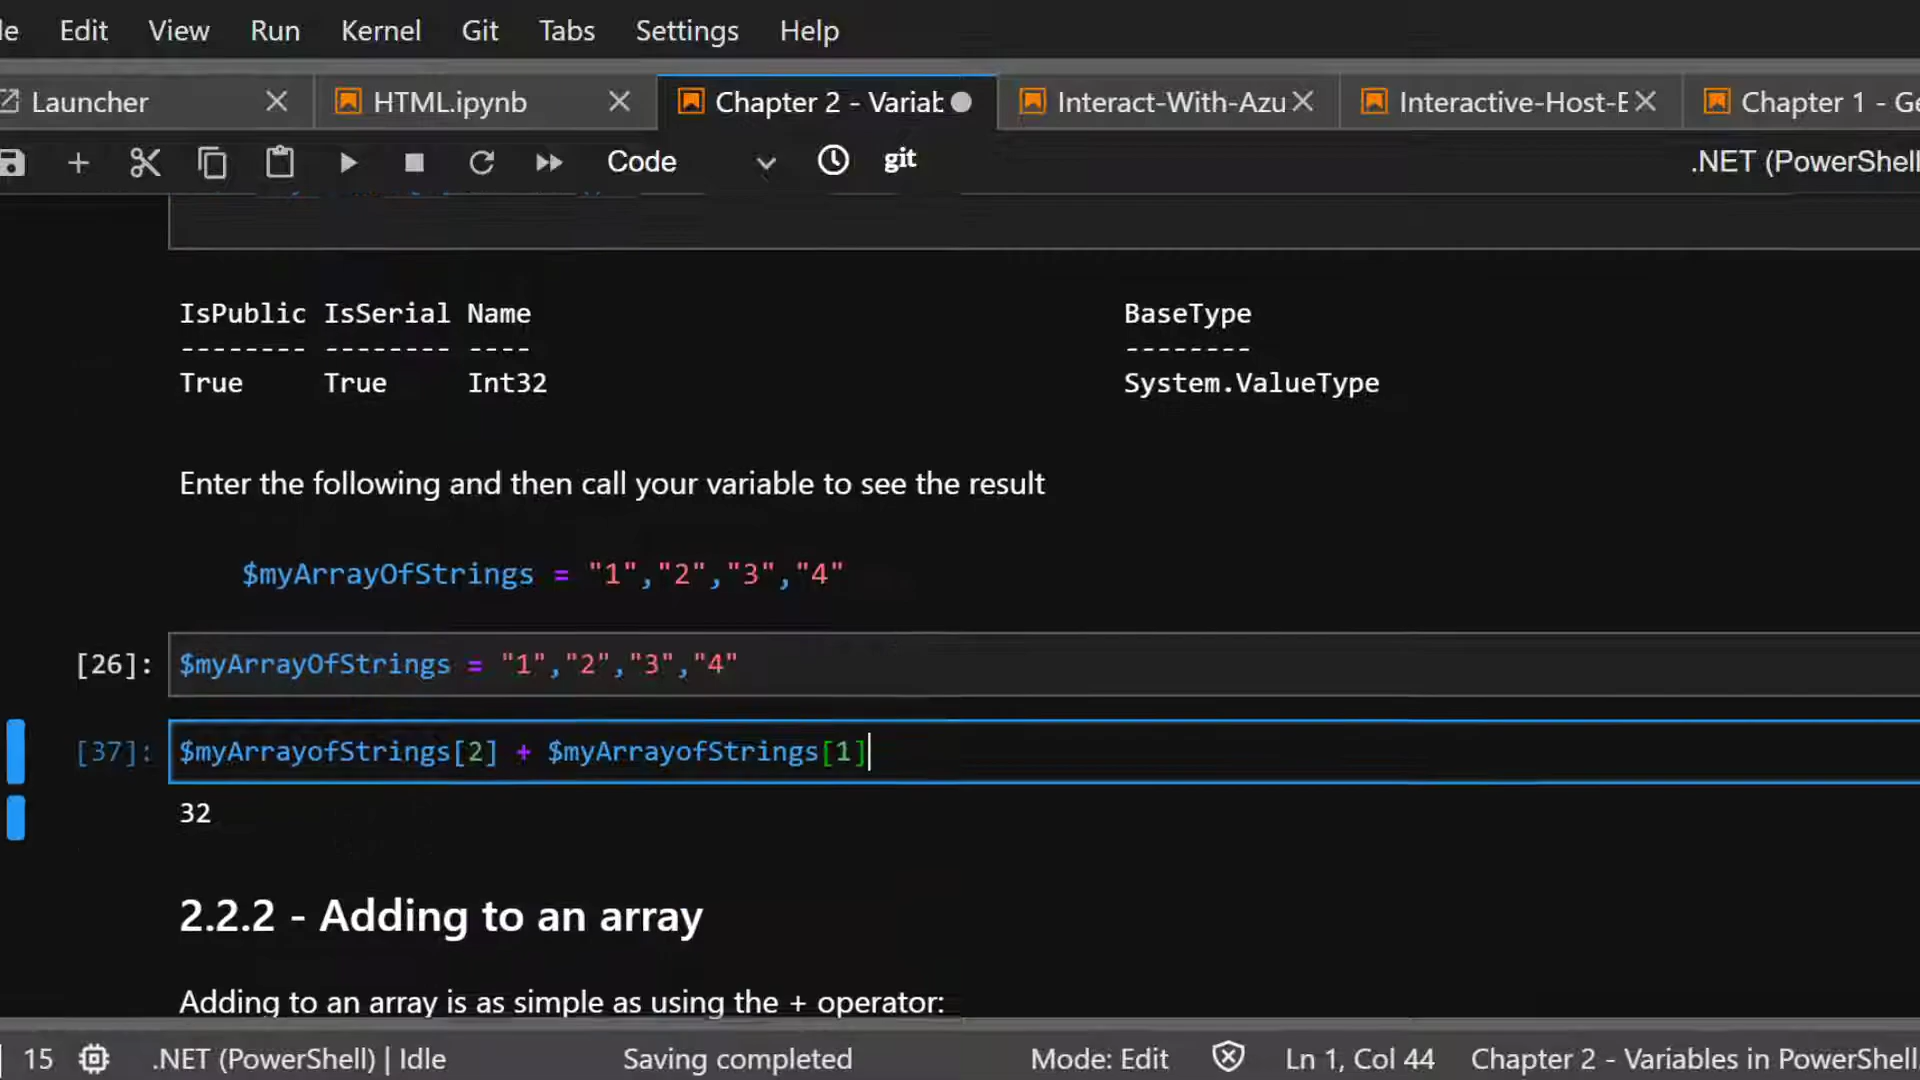 le Edit View Run Kernel Git Tabs Settings Help
Launcher HTML.ipynb Chapter 2 - Variab Interact-With-Azu Interactive-Host-E Chapter 1 - Ge
Code git .NET (PowerShell
IsPublic IsSerial Name BaseType
-------- -------- ---- --------
True True Int32 System.ValueType
Enter the following and then call your variable to see the result
$myArrayOfStrings = "1","2","3","4"
[26]: $myArrayOfStrings = "1","2","3","4"
[37]: $myArrayofStrings[2] + $myArrayofStrings[1]
32
2.2.2 - Adding to an array
Adding to an array is as simple as using the + operator:
15 .NET (PowerShell) | Idle Saving completed Mode: Edit Ln 1, Col 44 Chapter 2 - Variables in PowerShell